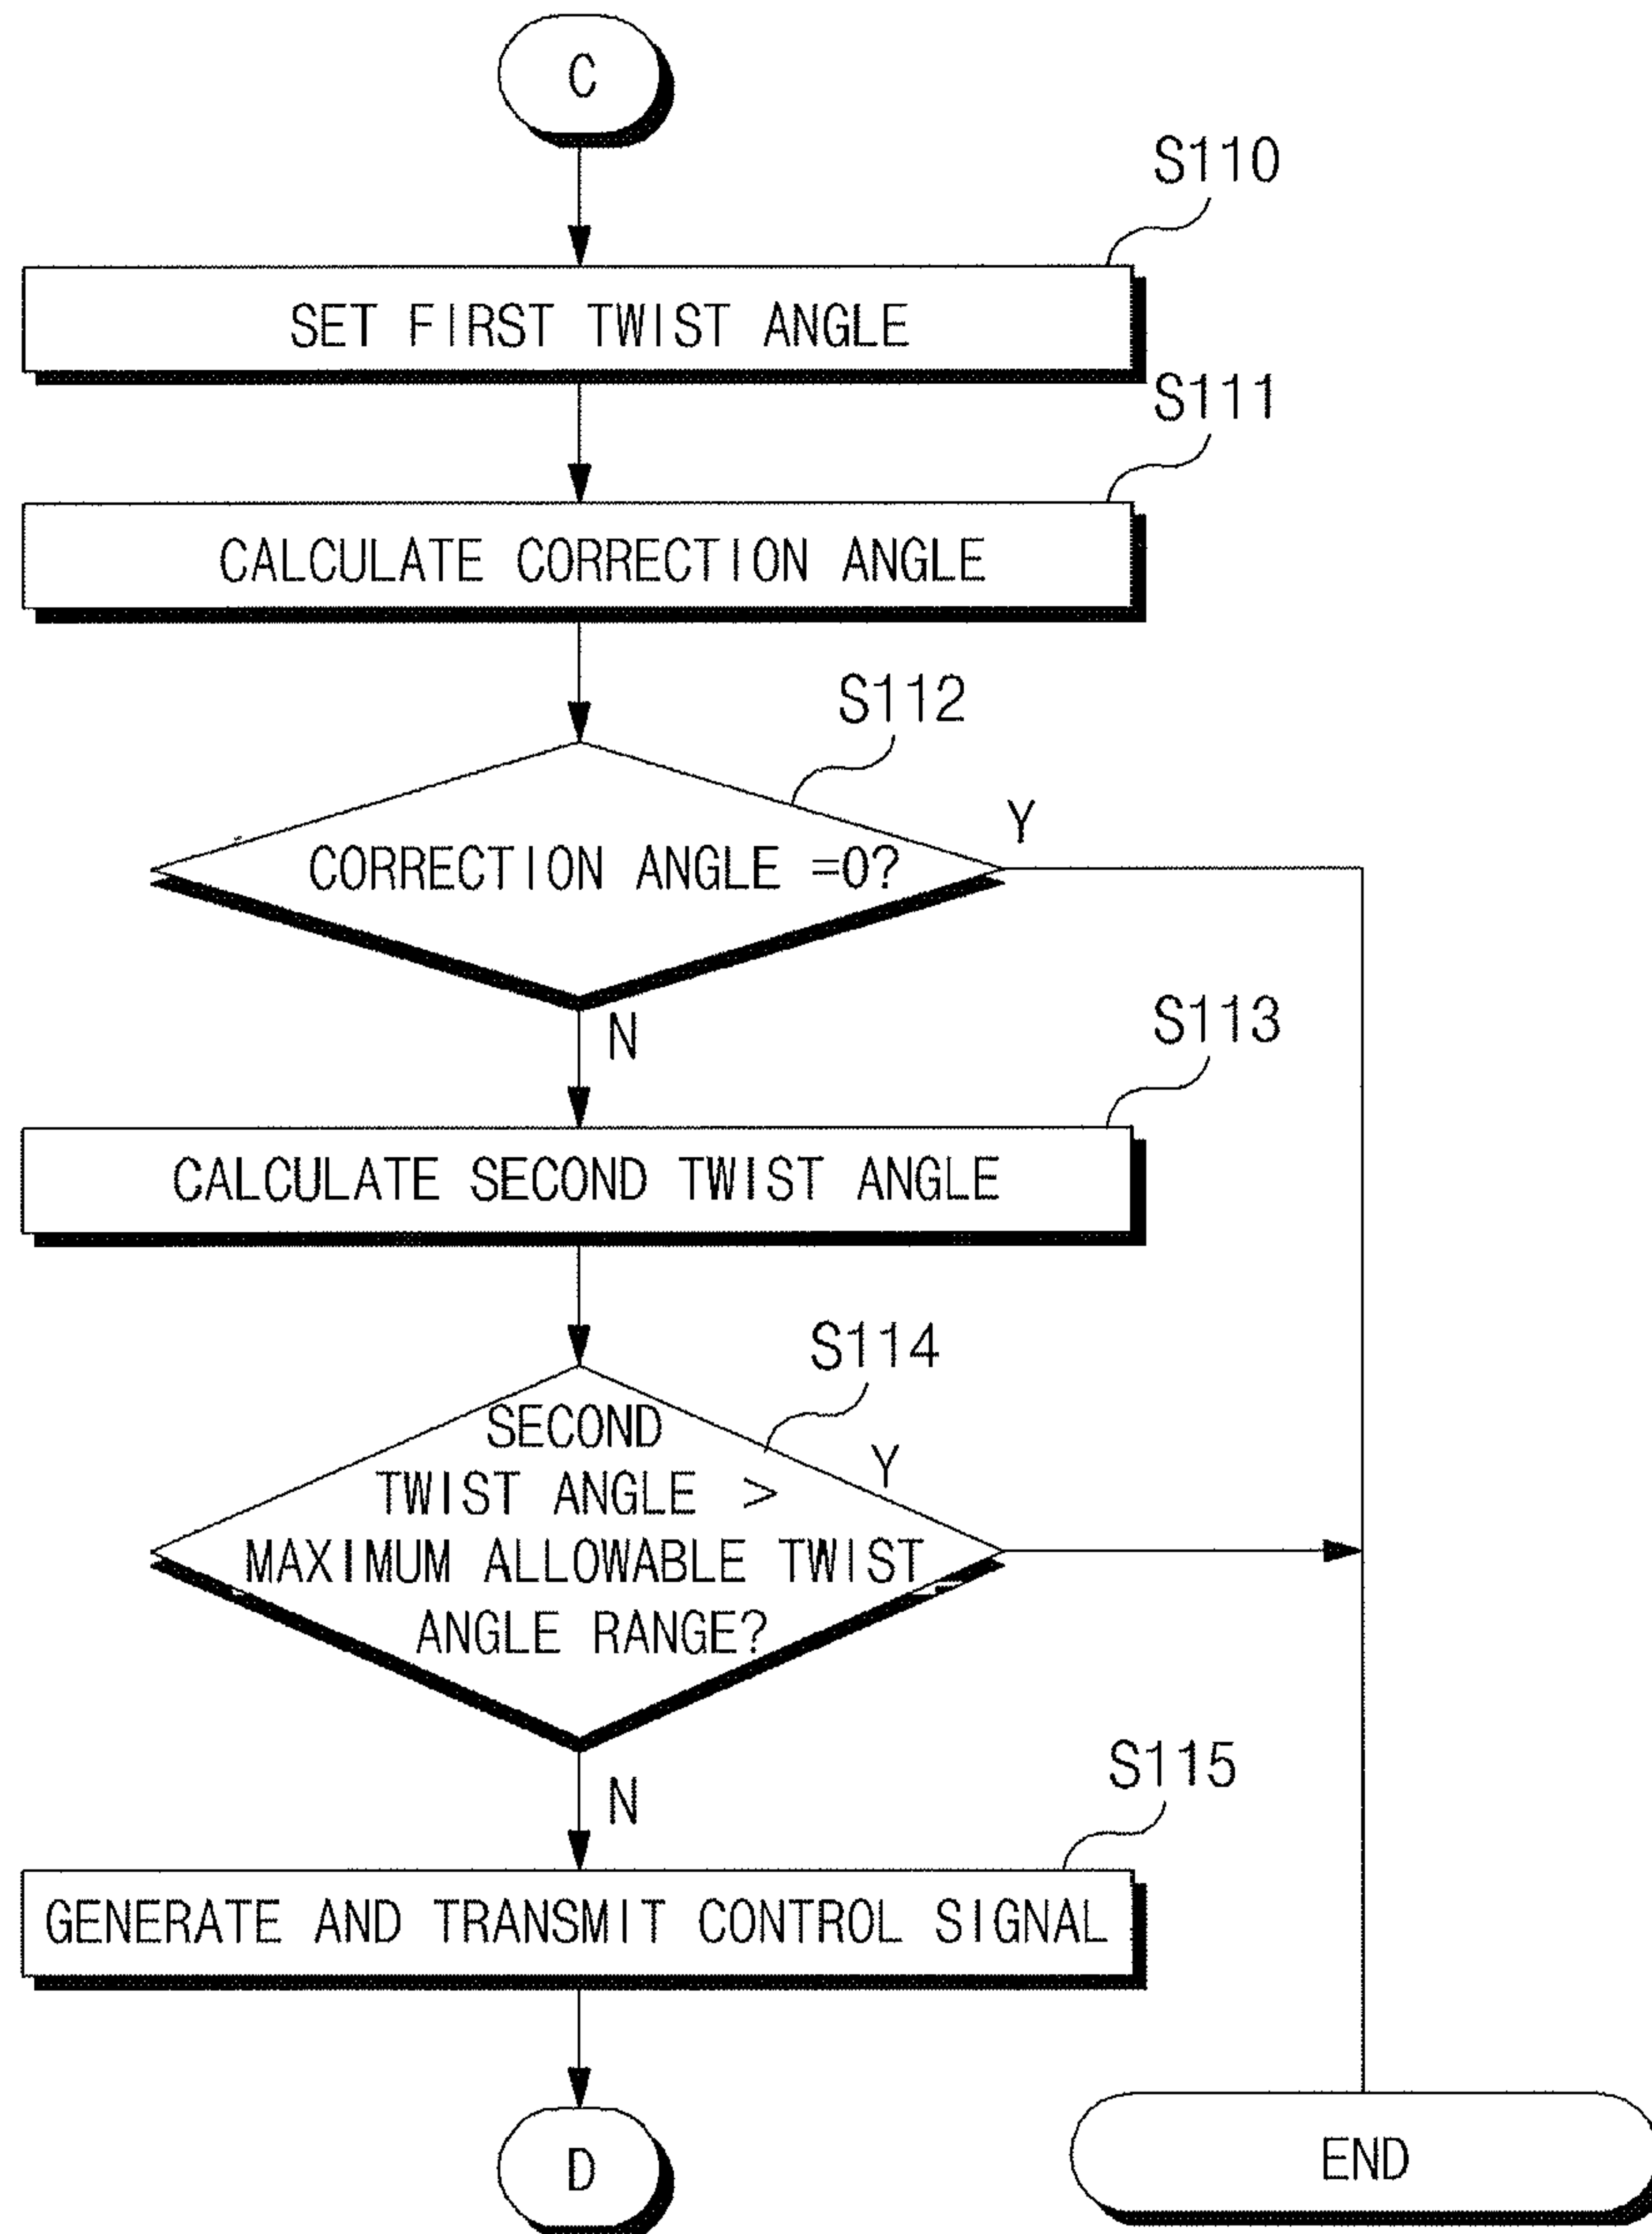 C
S110
SET FIRST TWIST ANGLE
S111
CALCULATE CORRECTION ANGLE
S112
CORRECTION ANGLE =0?
Y
N
S113
CALCULATE SECOND TWIST ANGLE
S114
SECOND
TWIST ANGLE >
MAXIMUM ALLOWABLE TWIST
ANGLE RANGE?
Y
N
S115
GENERATE AND TRANSMIT CONTROL SIGNAL
D
END